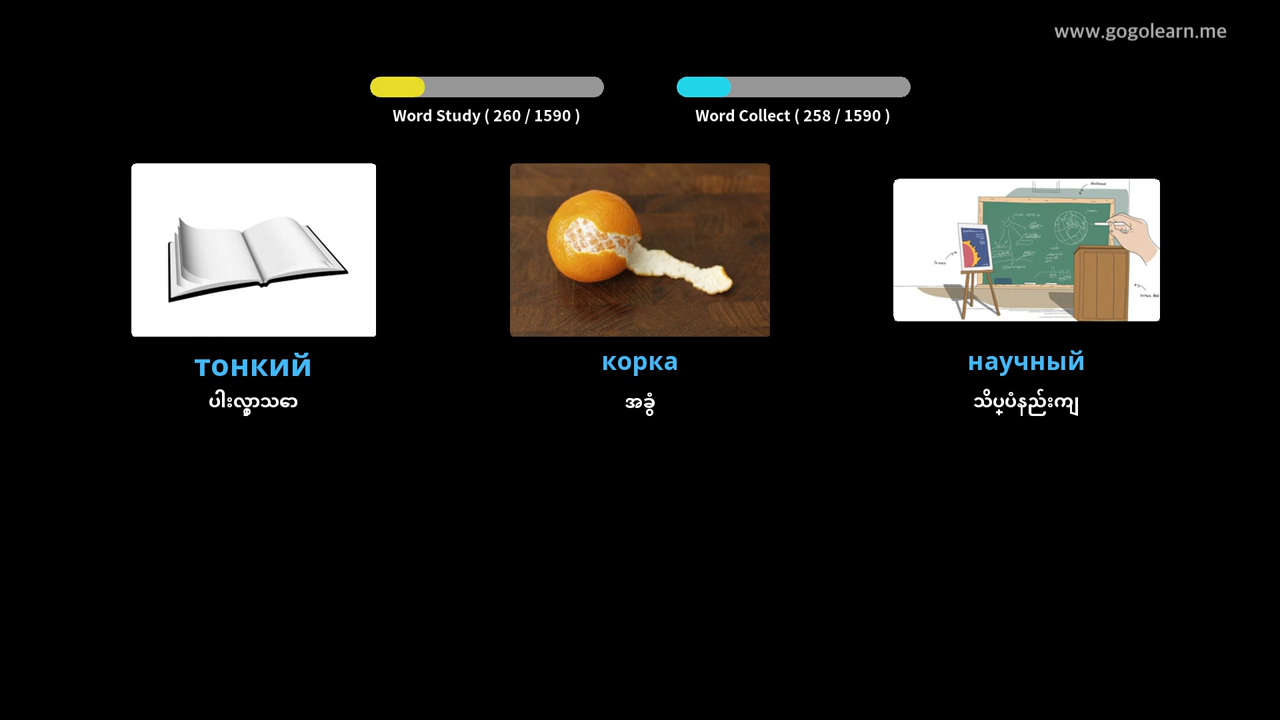 www.gogolearn.me
Word Study ( 260 / 1590 )
Word Collect ( 258 / 1590 )
тонкий
ပါးလွှာသော
корка
အခွံ
научный
သိပ္ပံနည်းကျ